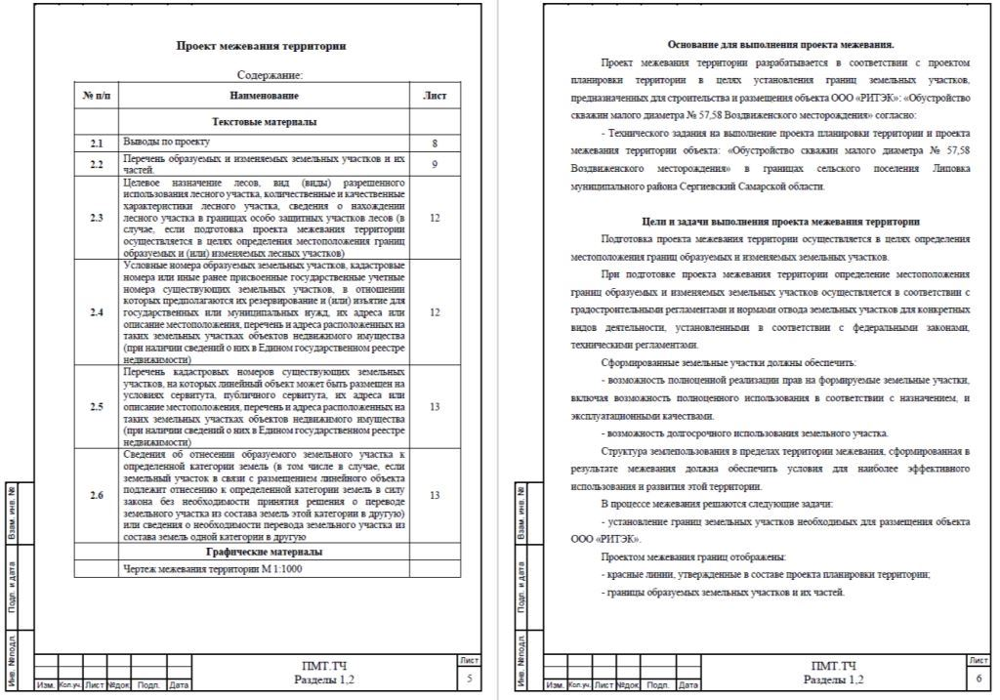 Проект межевания территории
Содержание:
№ п/п
Наименование
Лист
Текстовые материалы
2.1
Выводы по проекту
8
2.2
Перечень образуемых и изменяемых земельных участков и их
частей.
9
2.3
Целевое назначение лесов, вид (виды) разрешенного
использования лесного участка, количественные и качественные
характеристики лесного участка, сведения о нахождении
лесного участка в границах особо защитных участков лесов (в
случае, если подготовка проекта межевания территории
осуществляется в целях определения местоположения границ
образуемых и (или) изменяемых лесных участков)
12
2.4
Условные номера образуемых земельных участков, кадастровые
номера или иные ранее присвоенные государственные учетные
номера существующих земельных участков, в отношении
которых предполагаются их резервирование и (или) изъятие для
государственных или муниципальных нужд, их адреса или
описание местоположения, перечень и адреса расположенных на
таких земельных участках объектов недвижимого имущества
(при наличии сведений о них в Едином государственном реестре
недвижимости)
12
2.5
Перечень кадастровых номеров существующих земельных
участков, на которых линейный объект может быть размещен на
условиях сервитута, публичного сервитута, их адреса или
описание местоположения, перечень и адреса расположенных на
таких земельных участках объектов недвижимого имущества
(при наличии сведений о них в Едином государственном реестре
недвижимости)
13
2.6
Сведения об отнесении образуемого земельного участка к
определенной категории земель (в том числе в случае, если
земельный участок в связи с размещением линейного объекта
подлежит отнесению к определенной категории земель в силу
закона без необходимости принятия решения о переводе
земельного участка из состава земель этой категории в другую)
или сведения о необходимости перевода земельного участка из
состава земель одной категории в другую
13
Графические материалы
Чертеж межевания территории М 1:1000
Взам. инв. №
Подп. и дата
Инв. №подл.
Изм. Кол.уч. Лист №док Подп. Дата
ПМТ.ТЧ
Разделы 1,2
Лист
5
Основание для выполнения проекта межевания.
Проект межевания территории разрабатывается в соответствии с проектом
планировки территории в целях установления границ земельных участков,
предназначенных для строительства и размещения объекта ООО «РИТЭК»: «Обустройство
скважин малого диаметра № 57,58 Воздвиженского месторождения» согласно:
- Технического задания на выполнение проекта планировки территории и проекта
межевания территории объекта: «Обустройство скважин малого диаметра № 57,58
Воздвиженского месторождения» в границах сельского поселения Липовка
муниципального района Сергиевский Самарской области.
Цели и задачи выполнения проекта межевания территории
Подготовка проекта межевания территории осуществляется в целях определения
местоположения границ образуемых и изменяемых земельных участков.
При подготовке проекта межевания территории определение местоположения
границ образуемых и изменяемых земельных участков осуществляется в соответствии с
градостроительными регламентами и нормами отвода земельных участков для конкретных
видов деятельности, установленными в соответствии с федеральными законами,
техническими регламентами.
Сформированные земельные участки должны обеспечить:
- возможность полноценной реализации прав на формируемые земельные участки,
включая возможность полноценного использования в соответствии с назначением, и
эксплуатационными качествами.
- возможность долгосрочного использования земельного участка.
Структура землепользования в пределах территории межевания, сформированная в
результате межевания должна обеспечить условия для наиболее эффективного
использования и развития этой территории.
В процессе межевания решаются следующие задачи:
- установление границ земельных участков необходимых для размещения объекта
ООО «РИТЭК».
Проектом межевания границ отображены:
- красные линии, утвержденные в составе проекта планировки территории;
- границы образуемых земельных участков и их частей.
Взам. инв. №
Подп. и дата
Инв. №подл.
Изм. Кол.уч. Лист №док Подп. Дата
ПМТ.ТЧ
Разделы 1,2
Лист
6